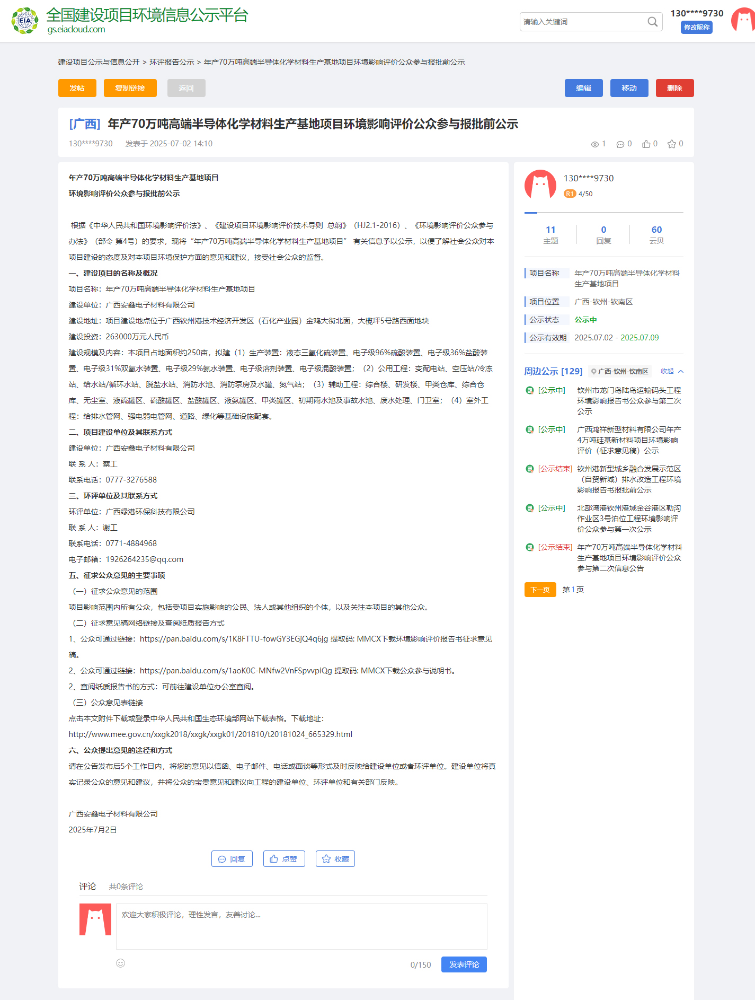 全国建设项目环境信息公示平台
gs.eiacloud.com
EIA
请输入关键词
130****9730
修改昵称
建设项目公示与信息公开 > 环评报告公示 > 年产70万吨高端半导体化学材料生产基地项目环境影响评价公众参与报批前公示
发帖 复制链接 返回 编辑 移动 删除
[广西] 年产70万吨高端半导体化学材料生产基地项目环境影响评价公众参与报批前公示
130****9730 发表于 2025-07-02 14:10 1 0 0 0
年产70万吨高端半导体化学材料生产基地项目
环境影响评价公众参与报批前公示
根据《中华人民共和国环境影响评价法》、《建设项目环境影响评价技术导则 总纲》（HJ2.1-2016）、《环境影响评价公众参与
办法》（部令 第4号）的要求，现将“年产70万吨高端半导体化学材料生产基地项目” 有关信息予以公示，以便了解社会公众对本
项目建设的态度及对本项目环境保护方面的意见和建议，接受社会公众的监督。
一、建设项目的名称及概况
项目名称：年产70万吨高端半导体化学材料生产基地项目
建设单位：广西安鑫电子材料有限公司
建设地址：项目建设地点位于广西钦州港技术经济开发区（石化产业园）金鸡大街北面，大榄坪5号路西面地块
建设投资：263000万元人民币
建设规模及内容：本项目占地面积约250亩，拟建（1）生产装置：液态三氧化硫装置、电子级96%硫酸装置、电子级36%盐酸装
置、电子级31%双氧水装置、电子级29%氨水装置、电子级溶剂装置、电子级混酸装置；（2）公用工程：变配电站、空压站/冷冻
站、给水站/循环水站、脱盐水站、消防水池、消防泵房及水罐、氮气站；（3）辅助工程：综合楼、研发楼、甲类仓库、综合仓
库、无尘室、液硫罐区、硫酸罐区、盐酸罐区、液氨罐区、甲类罐区、初期雨水池及事故水池、废水处理、门卫室；（4）室外工
程：给排水管网、强电弱电管网、道路、绿化等基础设施配套。
二、项目建设单位及其联系方式
建设单位：广西安鑫电子材料有限公司
联 系 人：蔡工
联系电话：0777-3276588
三、环评单位及其联系方式
环评单位：广西绿港环保科技有限公司
联 系 人：谢工
联系电话：0771-4884968
电子邮箱：1926264235@qq.com
五、征求公众意见的主要事项
（一）征求公众意见的范围
项目影响范围内所有公众，包括受项目实施影响的公民、法人或其他组织的个体，以及关注本项目的其他公众。
（二）征求意见稿网络链接及查阅纸质报告方式
1、公众可通过链接：https://pan.baidu.com/s/1K8FTTU-fowGY3EGjQ4q6jg 提取码: MMCX下载环境影响评价报告书征求意见
稿。
2、公众可通过链接：https://pan.baidu.com/s/1aoK0C-MNfw2VnFSpvvpiQg 提取码: MMCX下载公众参与说明书。
2、查阅纸质报告书的方式：可前往建设单位办公室查阅。
（三）公众意见表链接
点击本文附件下载或登录中华人民共和国生态环境部网站下载表格。下载地址：
http://www.mee.gov.cn/xxgk2018/xxgk/xxgk01/201810/t20181024_665329.html
六、公众提出意见的途径和方式
请在公告发布后5个工作日内，将您的意见以信函、电子邮件、电话或面谈等形式及时反映给建设单位或者环评单位。建设单位将真
实记录公众的意见和建议，并将公众的宝贵意见和建议向工程的建设单位、环评单位和有关部门反映。
广西安鑫电子材料有限公司
2025年7月2日
回复 点赞 收藏
评论 共0条评论
欢迎大家积极评论，理性发言，友善讨论...
0/150 发表评论
130****9730
R1 4/50
11 0 60
主题 回复 云贝
项目名称 年产70万吨高端半导体化学材料
生产基地项目
项目位置 广西-钦州-钦南区
公示状态 公示中
公示有效期 2025.07.02 - 2025.07.09
周边公示 [129] 广西-钦州-钦南区 收起
[公示中] 钦州市龙门岛陆岛运输码头工程
环境影响报告书公众参与第二次
公示
[公示中] 广西鸿祥新型材料有限公司年产
4万吨硅基新材料项目环境影响
评价（征求意见稿）公示
[公示结束] 钦州港新型城乡融合发展示范区
（自贸新城）排水改造工程环境
影响报告书报批前公示
[公示中] 北部湾港钦州港域金谷港区勒沟
作业区3号泊位工程环境影响评
价公众参与第一次公示
[公示结束] 年产70万吨高端半导体化学材料
生产基地项目环境影响评价公众
参与第二次信息公告
下一页 第1页